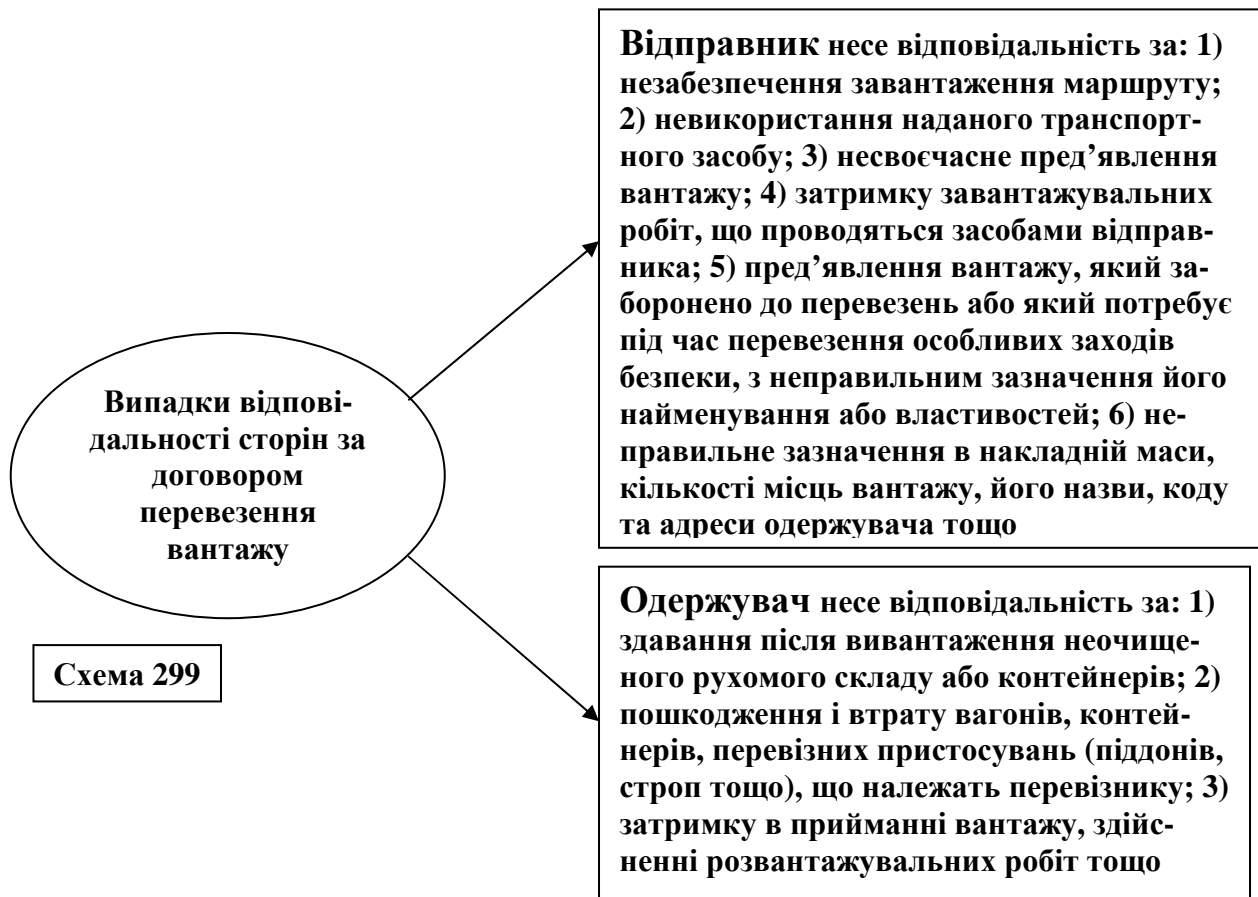 Відправник несе відповідальність за: 1)
незабезпечення завантаження маршруту;
2) невикористання наданого транспорт-
ного засобу; 3) несвоєчасне пред’явлення
вантажу; 4) затримку завантажувальних
робіт, що проводяться засобами відправ-
ника; 5) пред’явлення вантажу, який за-
боронено до перевезень або який потребує
під час перевезення особливих заходів
безпеки, з неправильним зазначення його
найменування або властивостей; 6) не-
правильне зазначення в накладній маси,
кількості місць вантажу, його назви, коду
та адреси одержувача тощо
Випадки відпові-
дальності сторін за
договором
перевезення
вантажу
Схема 299
Одержувач несе відповідальність за: 1)
здавання після вивантаження неочище-
ного рухомого складу або контейнерів; 2)
пошкодження і втрату вагонів, контей-
нерів, перевізних пристосувань (піддонів,
строп тощо), що належать перевізнику; 3)
затримку в прийманні вантажу, здійс-
ненні розвантажувальних робіт тощо